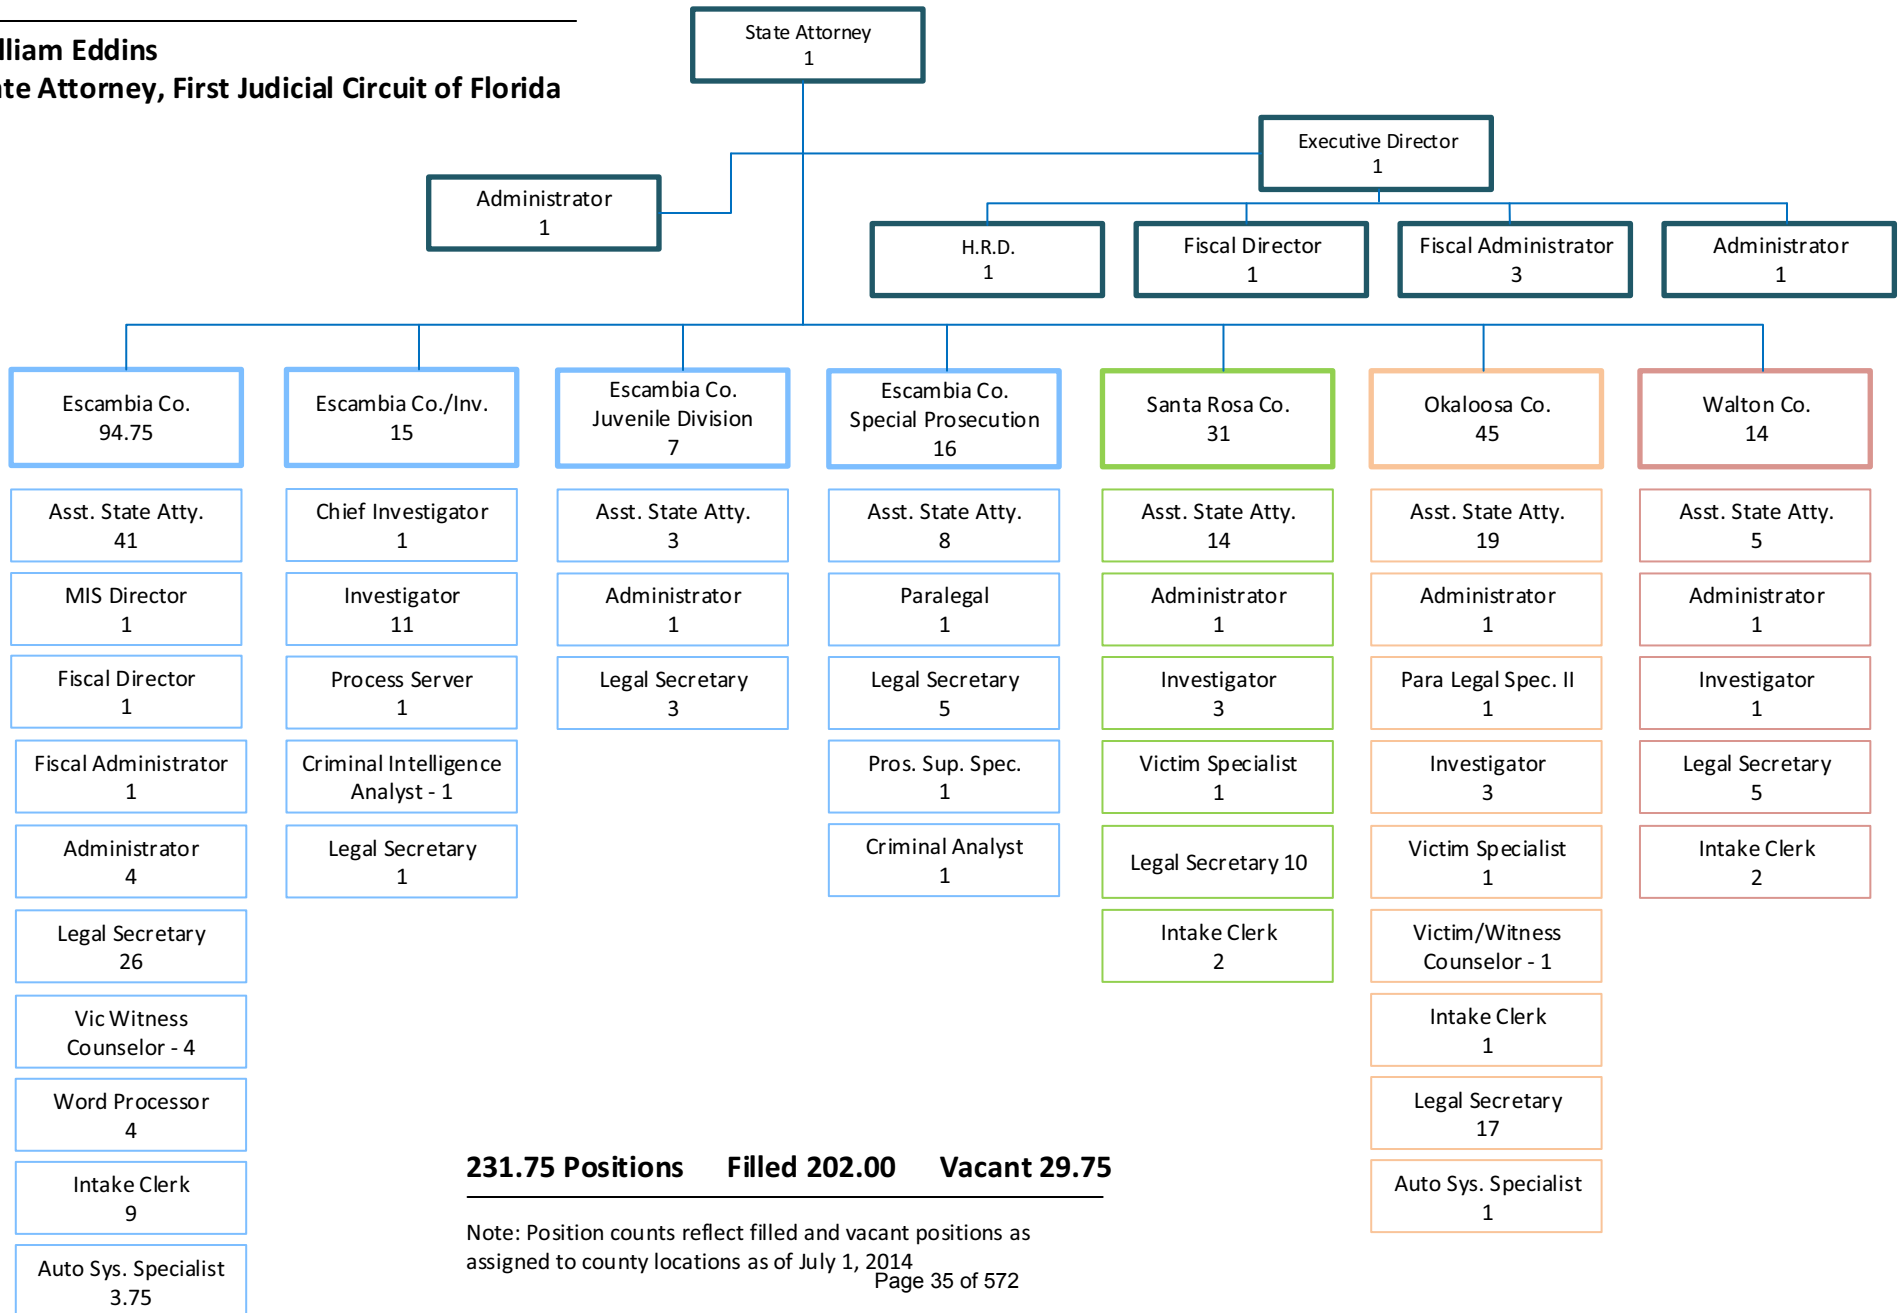 lliam Eddins
te Attorney, First Judicial Circuit of Florida
State Attorney
1
Executive Director
1
Administrator
1
H.R.D.
1
Fiscal Director
1
Fiscal Administrator
3
Administrator
1
Escambia Co.
94.75
Asst. State Atty.
41
MIS Director
1
Fiscal Director
1
Fiscal Administrator
1
Administrator
4
Legal Secretary
26
Vic Witness
Counselor - 4
Word Processor
4
Intake Clerk
9
Auto Sys. Specialist
3.75
Escambia Co./Inv.
15
Chief Investigator
1
Investigator
11
Process Server
1
Criminal Intelligence
Analyst - 1
Legal Secretary
1
Escambia Co.
Juvenile Division
7
Asst. State Atty.
3
Administrator
1
Legal Secretary
3
Escambia Co.
Special Prosecution
16
Asst. State Atty.
8
Paralegal
1
Legal Secretary
5
Pros. Sup. Spec.
1
Criminal Analyst
1
Santa Rosa Co.
31
Asst. State Atty.
14
Administrator
1
Investigator
3
Victim Specialist
1
Legal Secretary 10
Intake Clerk
2
Okaloosa Co.
45
Asst. State Atty.
19
Administrator
1
Para Legal Spec. II
1
Investigator
3
Victim Specialist
1
Victim/Witness
Counselor - 1
Intake Clerk
1
Legal Secretary
17
Auto Sys. Specialist
1
Walton Co.
14
Asst. State Atty.
5
Administrator
1
Investigator
1
Legal Secretary
5
Intake Clerk
2
231.75 Positions Filled 202.00 Vacant 29.75
Note: Position counts reflect filled and vacant positions as
assigned to county locations as of July 1, 2014
Page 35 of 572